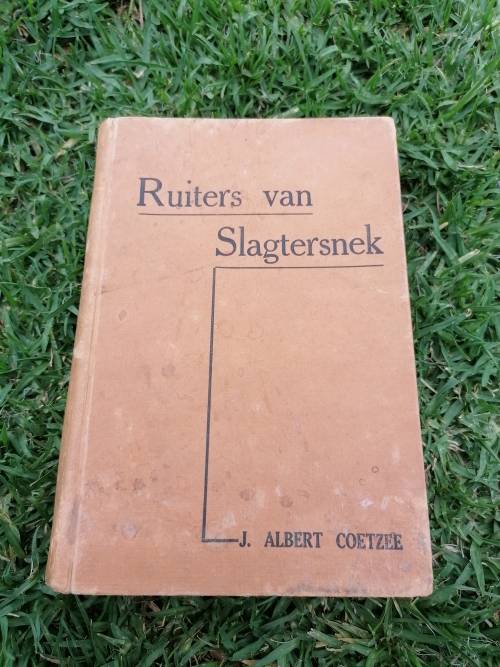 Ruiters van
Slagtersnek
J. ALBERT COETZEE